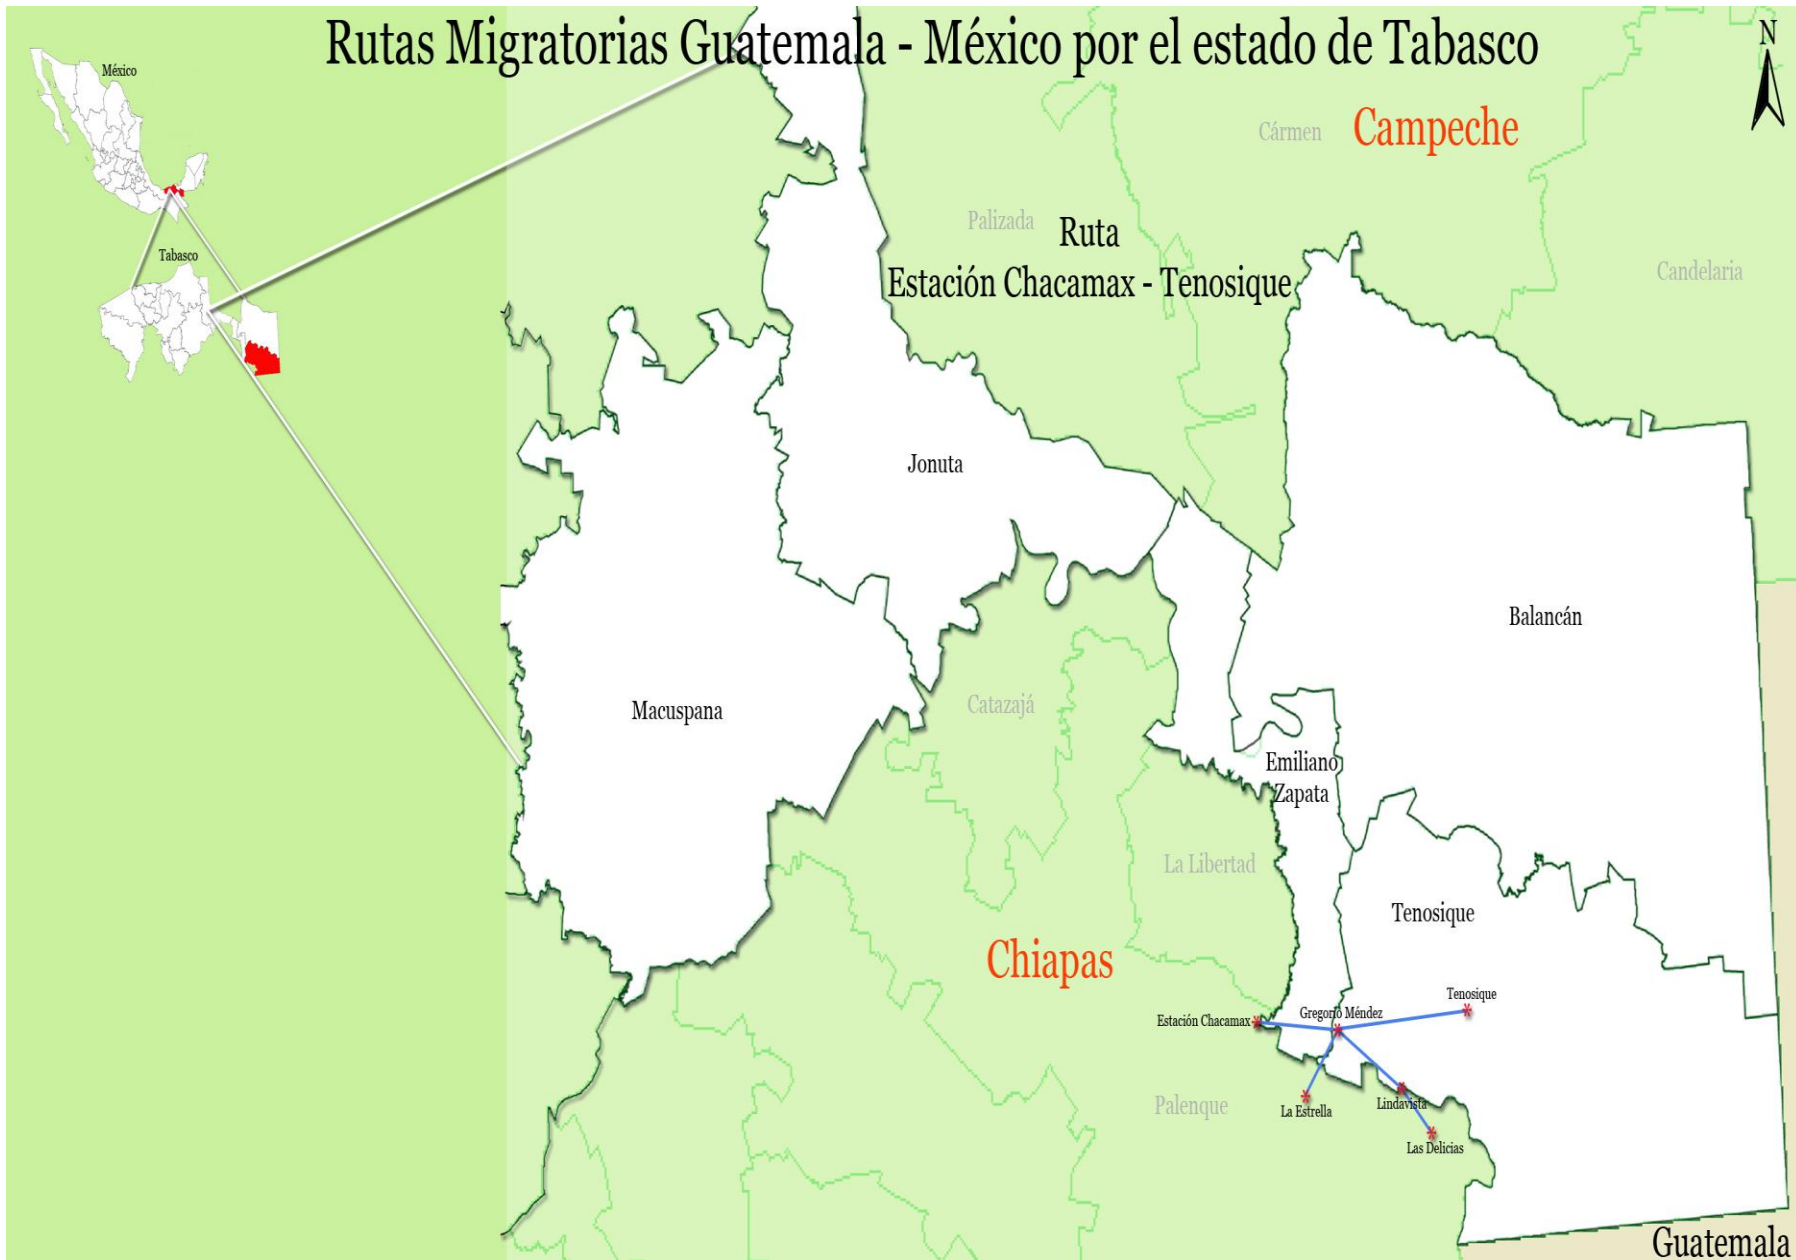 Rutas Migratorias Guatemala - México por el estado de Tabasco
N
México
Cármen
Campeche
Palizada
Ruta
Estación Chacamax - Tenosique
Tabasco
Candelaria
Jonuta
Balancán
Macuspana
Catazajá
Emiliano
Zapata
La Libertad
Tenosique
Chiapas
Tenosique
Gregorio Méndez
Estación Chacamax
Palenque
La Estrella
Lindavista
Las Delicias
Guatemala